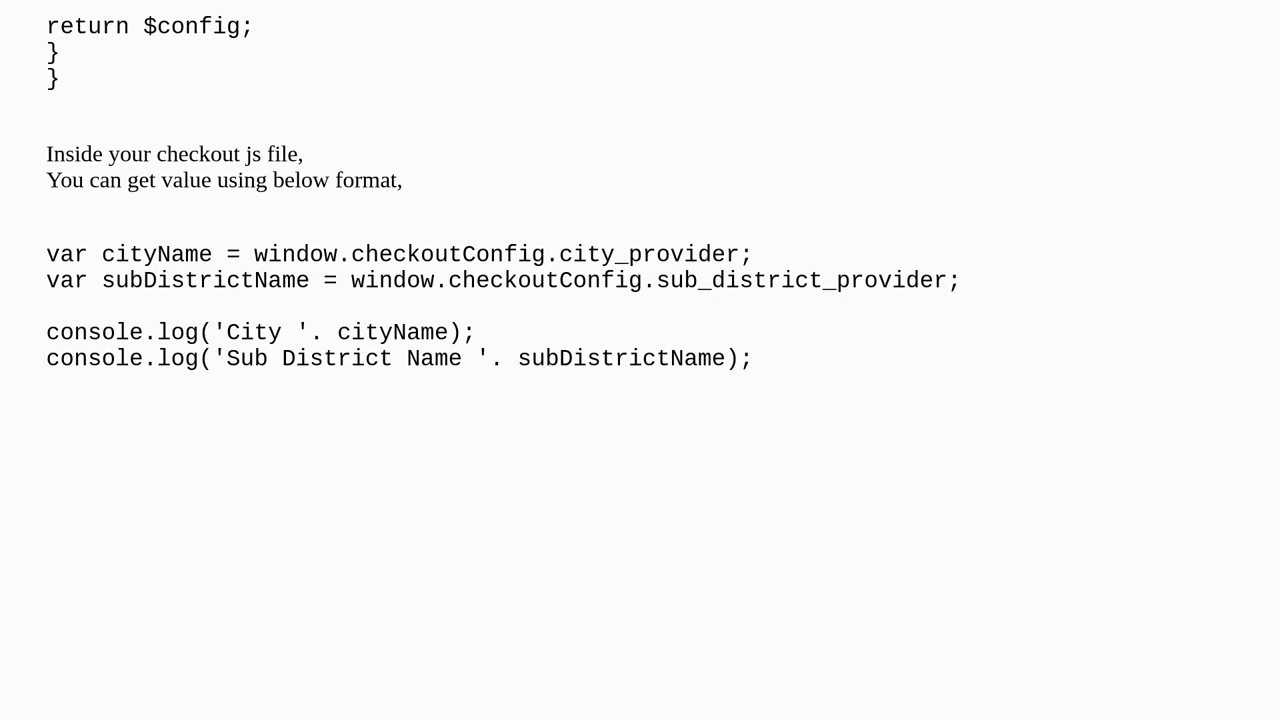 return $config;
}
}
Inside your checkout js file,
You can get value using below format,
var cityName = window.checkoutConfig.city_provider;
var subDistrictName = window.checkoutConfig.sub_district_provider;
console.log('City '. cityName);
console.log('Sub District Name '. subDistrictName);